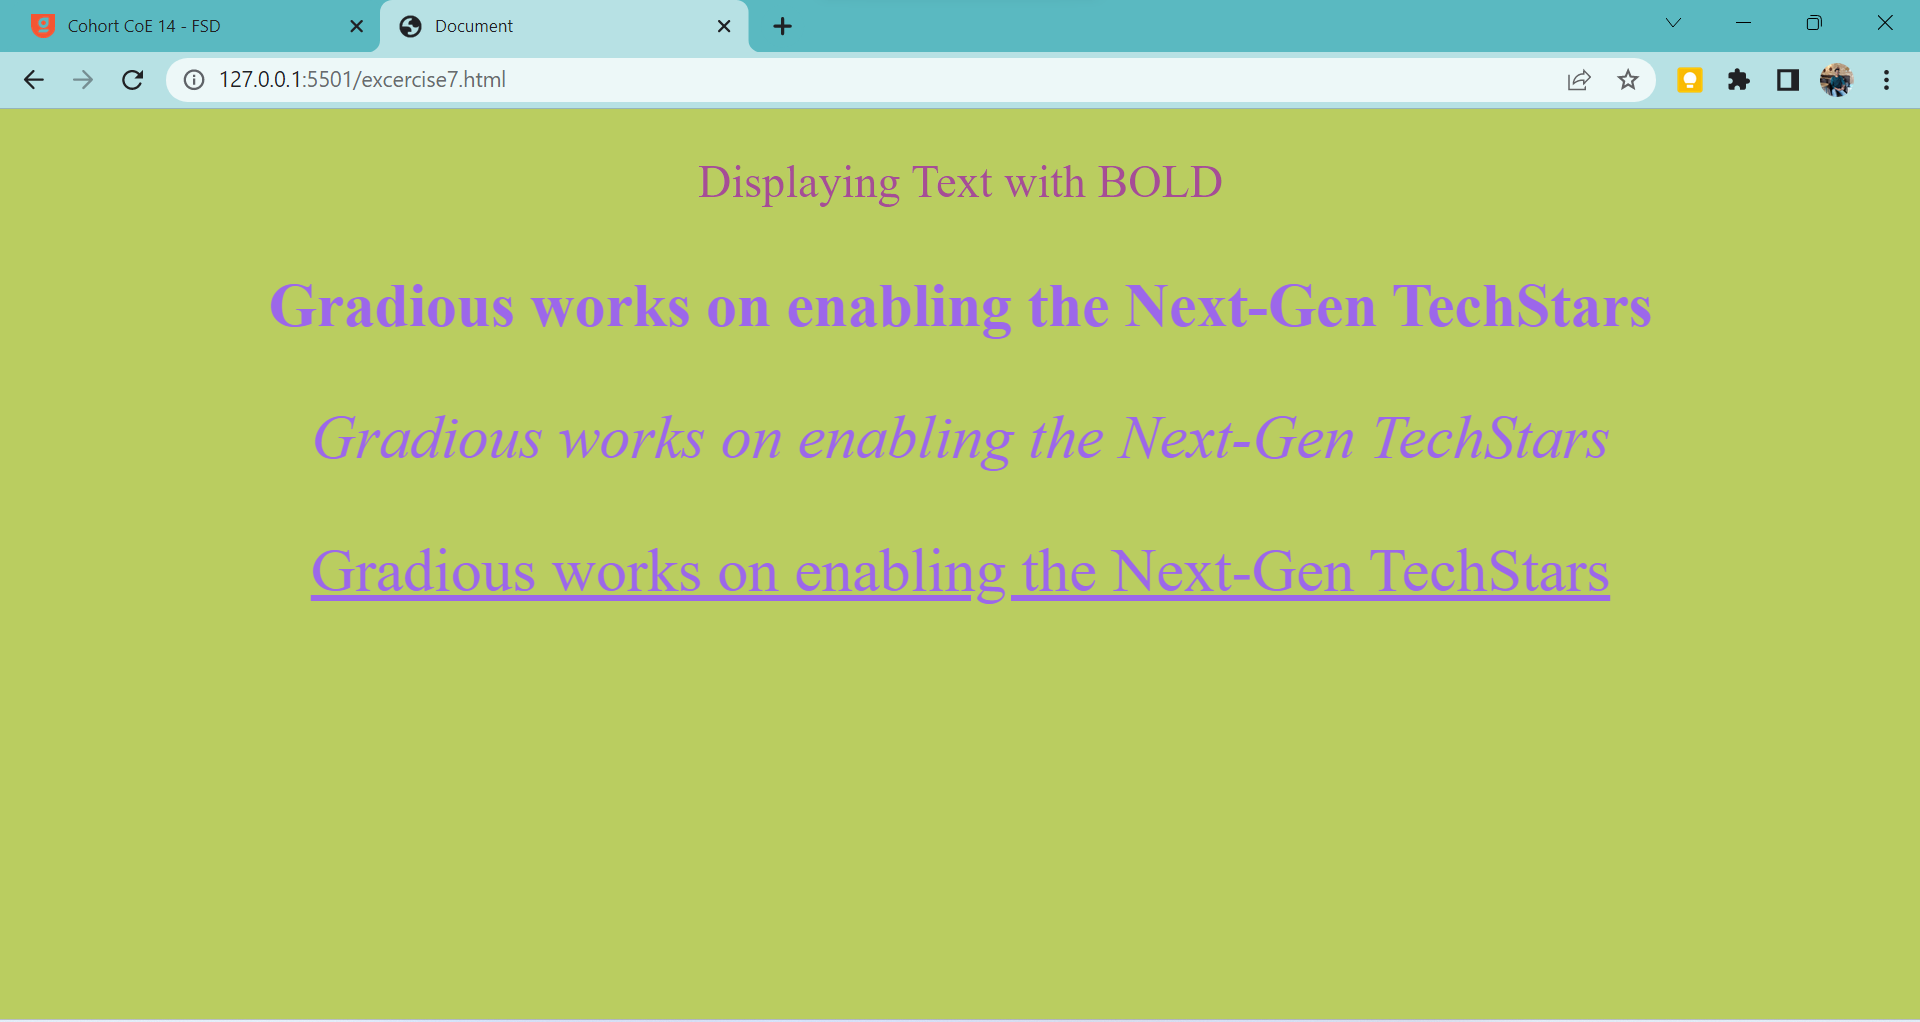 Cohort CoE 14 - FSD
Document
127.0.0.1:5501/excercise7.html
Displaying Text with BOLD
Gradious works on enabling the Next-Gen TechStars
Gradious works on enabling the Next-Gen TechStars
Gradious works on enabling the Next-Gen TechStars